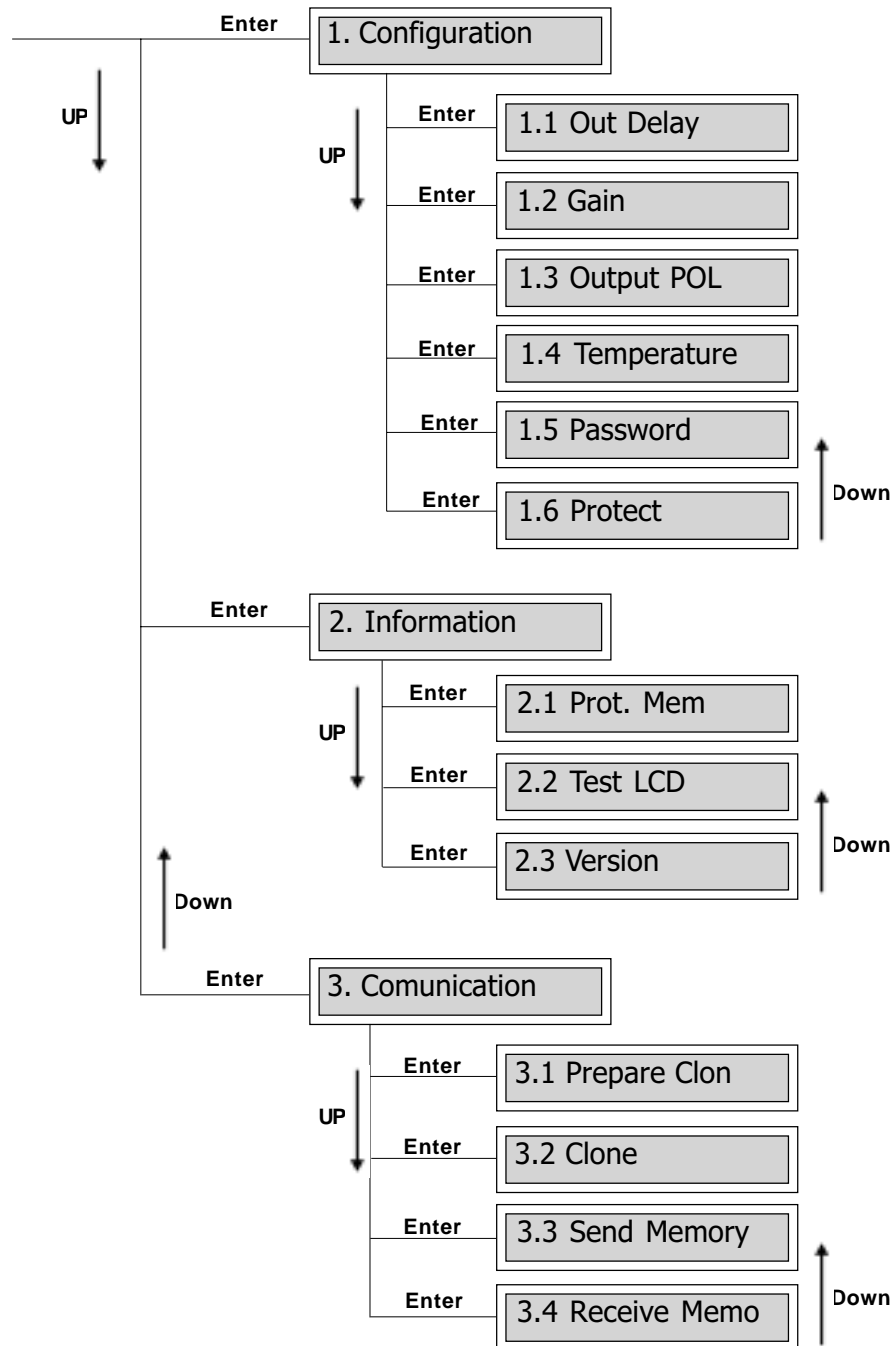 Enter
1. Configuration
UP
Enter
1.1 Out Delay
UP
Enter
1.2 Gain
Enter
1.3 Output POL
Enter
1.4 Temperature
Enter
1.5 Password
Down
Enter
1.6 Protect
Enter
2. Information
Enter
2.1 Prot. Mem
UP
Enter
2.2 Test LCD
Down
Enter
2.3 Version
Down
Enter
3. Comunication
Enter
3.1 Prepare Clon
UP
Enter
3.2 Clone
Enter
3.3 Send Memory
Down
Enter
3.4 Receive Memo